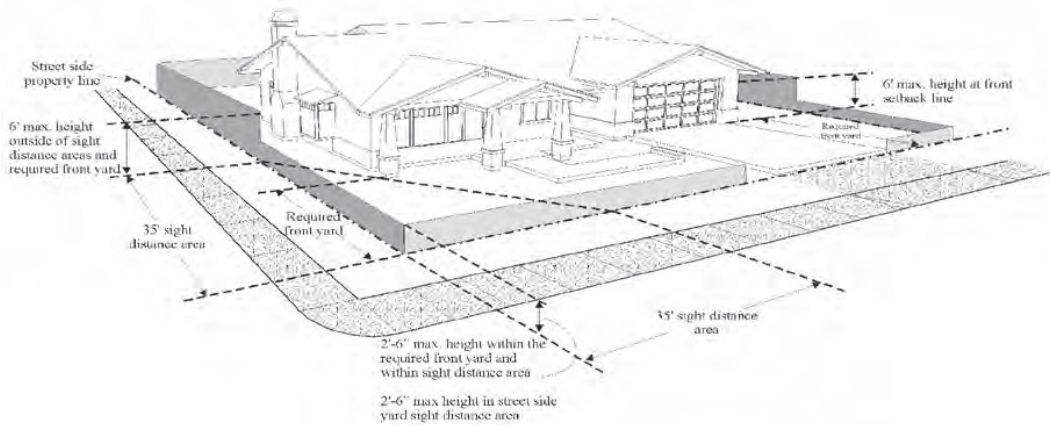 Street side
property line
6' max. height
outside of sight
distance areas and
required front yard
35' sight
distance area
Required
front yard
6' max. height at front
setback line
Required
front yard
35' sight distance
area
2'-6" max. height within the
required front yard and
within sight distance area
2'-6" max height in street side
yard sight distance area